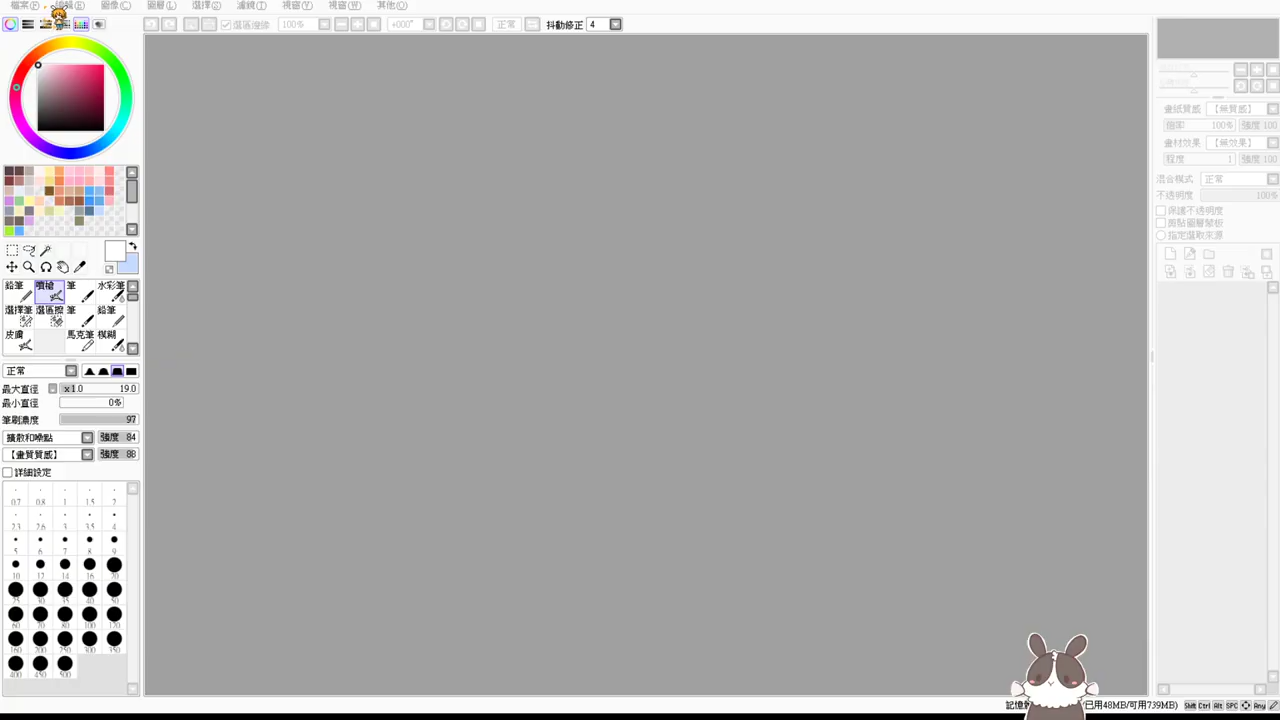 檔案(F) 編輯(E) 圖像(C) 圖層(L) 選擇(S) 濾鏡(T) 視窗(V) 視窗(W) 其他(O)
選區邊緣 100% +000° 正常 抖動修正 4
畫紙質感 【無質感】
倍率 100% 強度 100
畫材效果 【無效果】
程度 1 強度 100
混合模式 正常
不透明度 100%
保護不透明度
剪貼圖層蒙板
指定選取來源
鉛筆 噴槍 筆 水彩筆
選擇筆 選區擦 筆 鉛筆
皮膚 馬克筆 模糊
正常
最大直徑 x1.0 19.0
最小直徑 0%
筆刷濃度 97
擴散和噪點 強度 84
【畫質質感】 強度 88
詳細設定
0.7 0.8 1 1.5 2
2.3 2.6 3 3.5 4
5 6 7 8 9
10 12 14 16 20
25 30 35 40 50
60 70 80 100 120
160 200 250 300 350
400 450 500
(已用48MB/可用739MB) Shift Ctrl Alt SPC Any